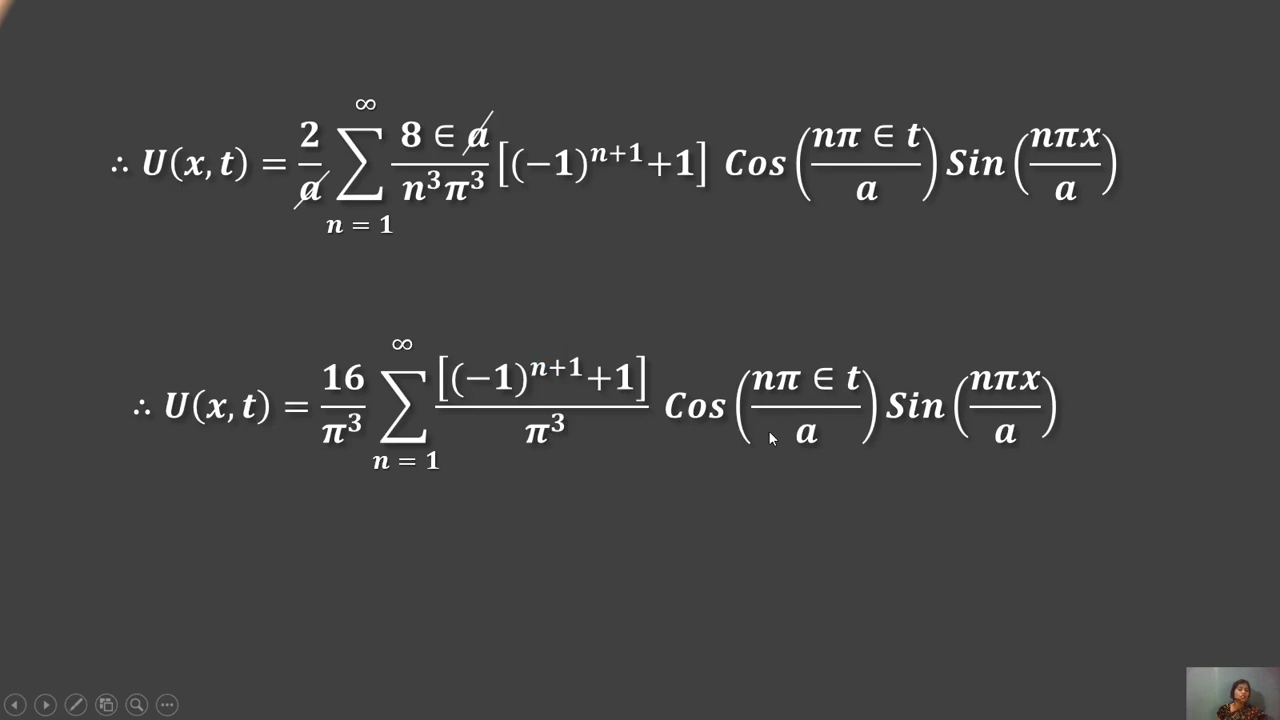 ∴ U(x, t) = 2/a ∑_{n = 1}^{∞} 8 ∈ a/n³π³ [(−1)ⁿ⁺¹+1] Cos (nπ ∈ t/a) Sin (nπx/a)
∴ U(x, t) = 16/π³ ∑_{n = 1}^{∞} [(−1)ⁿ⁺¹+1]/π³ Cos (nπ ∈ t/a) Sin (nπx/a)